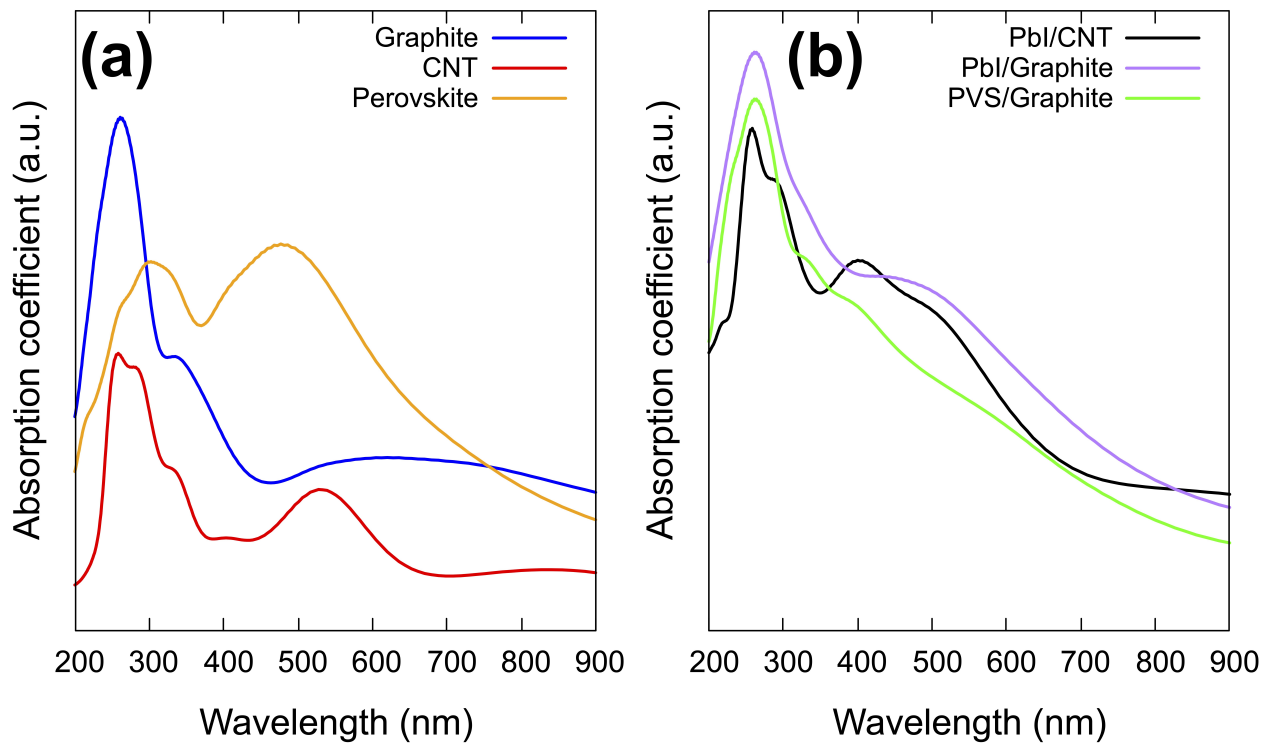 (a)
Graphite
CNT
Perovskite
Absorption coefficient (a.u.)
200 300 400 500 600 700 800 900
Wavelength (nm)
(b)
PbI/CNT
PbI/Graphite
PVS/Graphite
Absorption coefficient (a.u.)
200 300 400 500 600 700 800 900
Wavelength (nm)